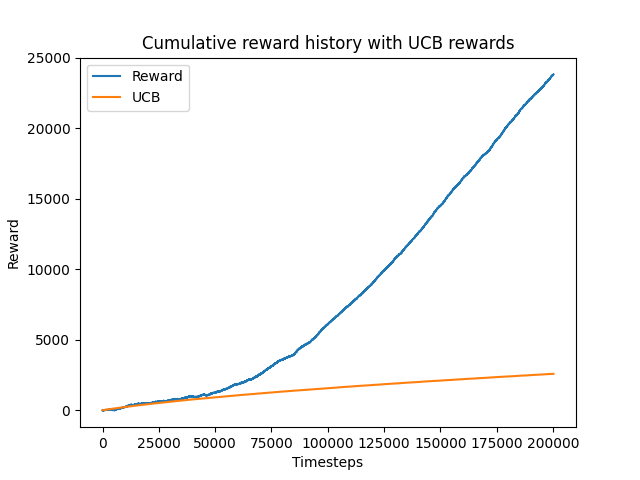 Cumulative reward history with UCB rewards
Reward
UCB
25000
20000
15000
10000
5000
0
Reward
0 25000 50000 75000 100000 125000 150000 175000 200000
Timesteps